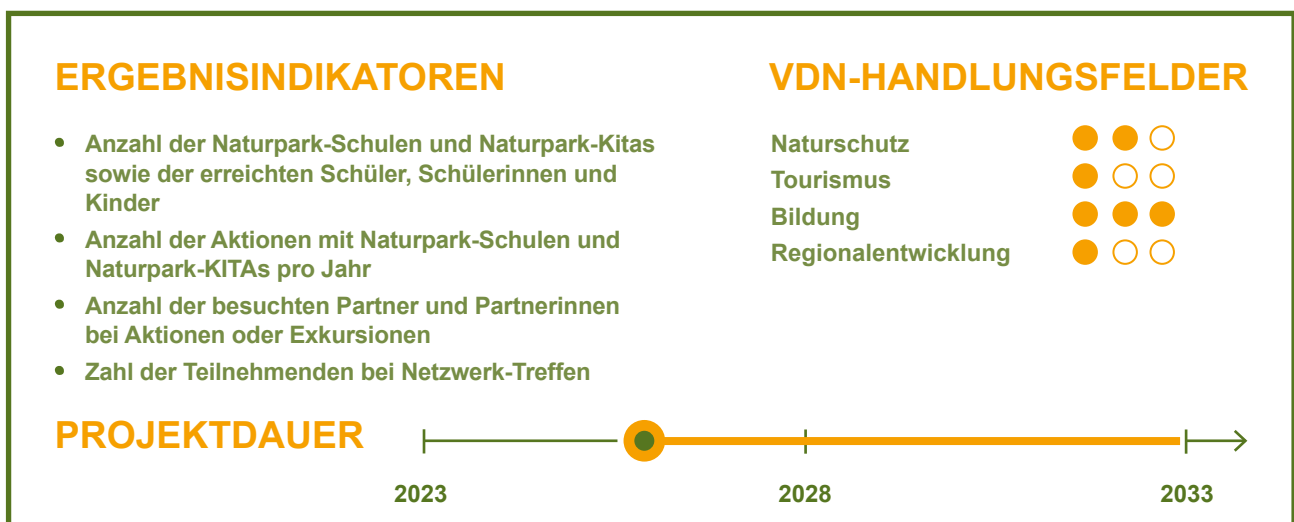 ERGEBNISINDIKATOREN
• Anzahl der Naturpark-Schulen und Naturpark-Kitas
sowie der erreichten Schüler, Schülerinnen und
Kinder
• Anzahl der Aktionen mit Naturpark-Schulen und
Naturpark-KITAs pro Jahr
• Anzahl der besuchten Partner und Partnerinnen
bei Aktionen oder Exkursionen
• Zahl der Teilnehmenden bei Netzwerk-Treffen
VDN-HANDLUNGSFELDER
Naturschutz
Tourismus
Bildung
Regionalentwicklung
PROJEKTDAUER
2023
2028
2033